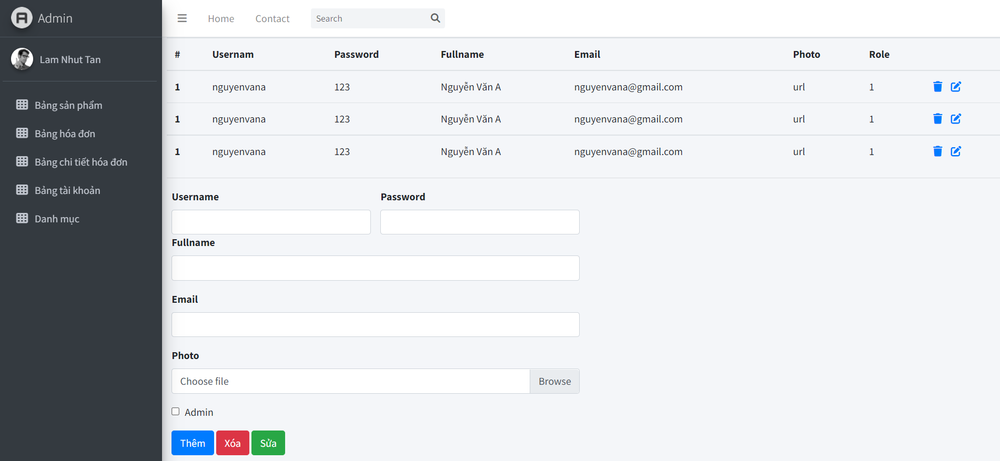 Admin
Lam Nhut Tan
Bảng sản phẩm
Bảng hóa đơn
Bảng chi tiết hóa đơn
Bảng tài khoản
Danh mục
Home Contact Search
# Usernam Password Fullname Email Photo Role
1 nguyenvana 123 Nguyễn Văn A nguyenvana@gmail.com url 1
1 nguyenvana 123 Nguyễn Văn A nguyenvana@gmail.com url 1
1 nguyenvana 123 Nguyễn Văn A nguyenvana@gmail.com url 1
Username Password
Fullname
Email
Photo
Choose file Browse
Admin
Thêm Xóa Sửa